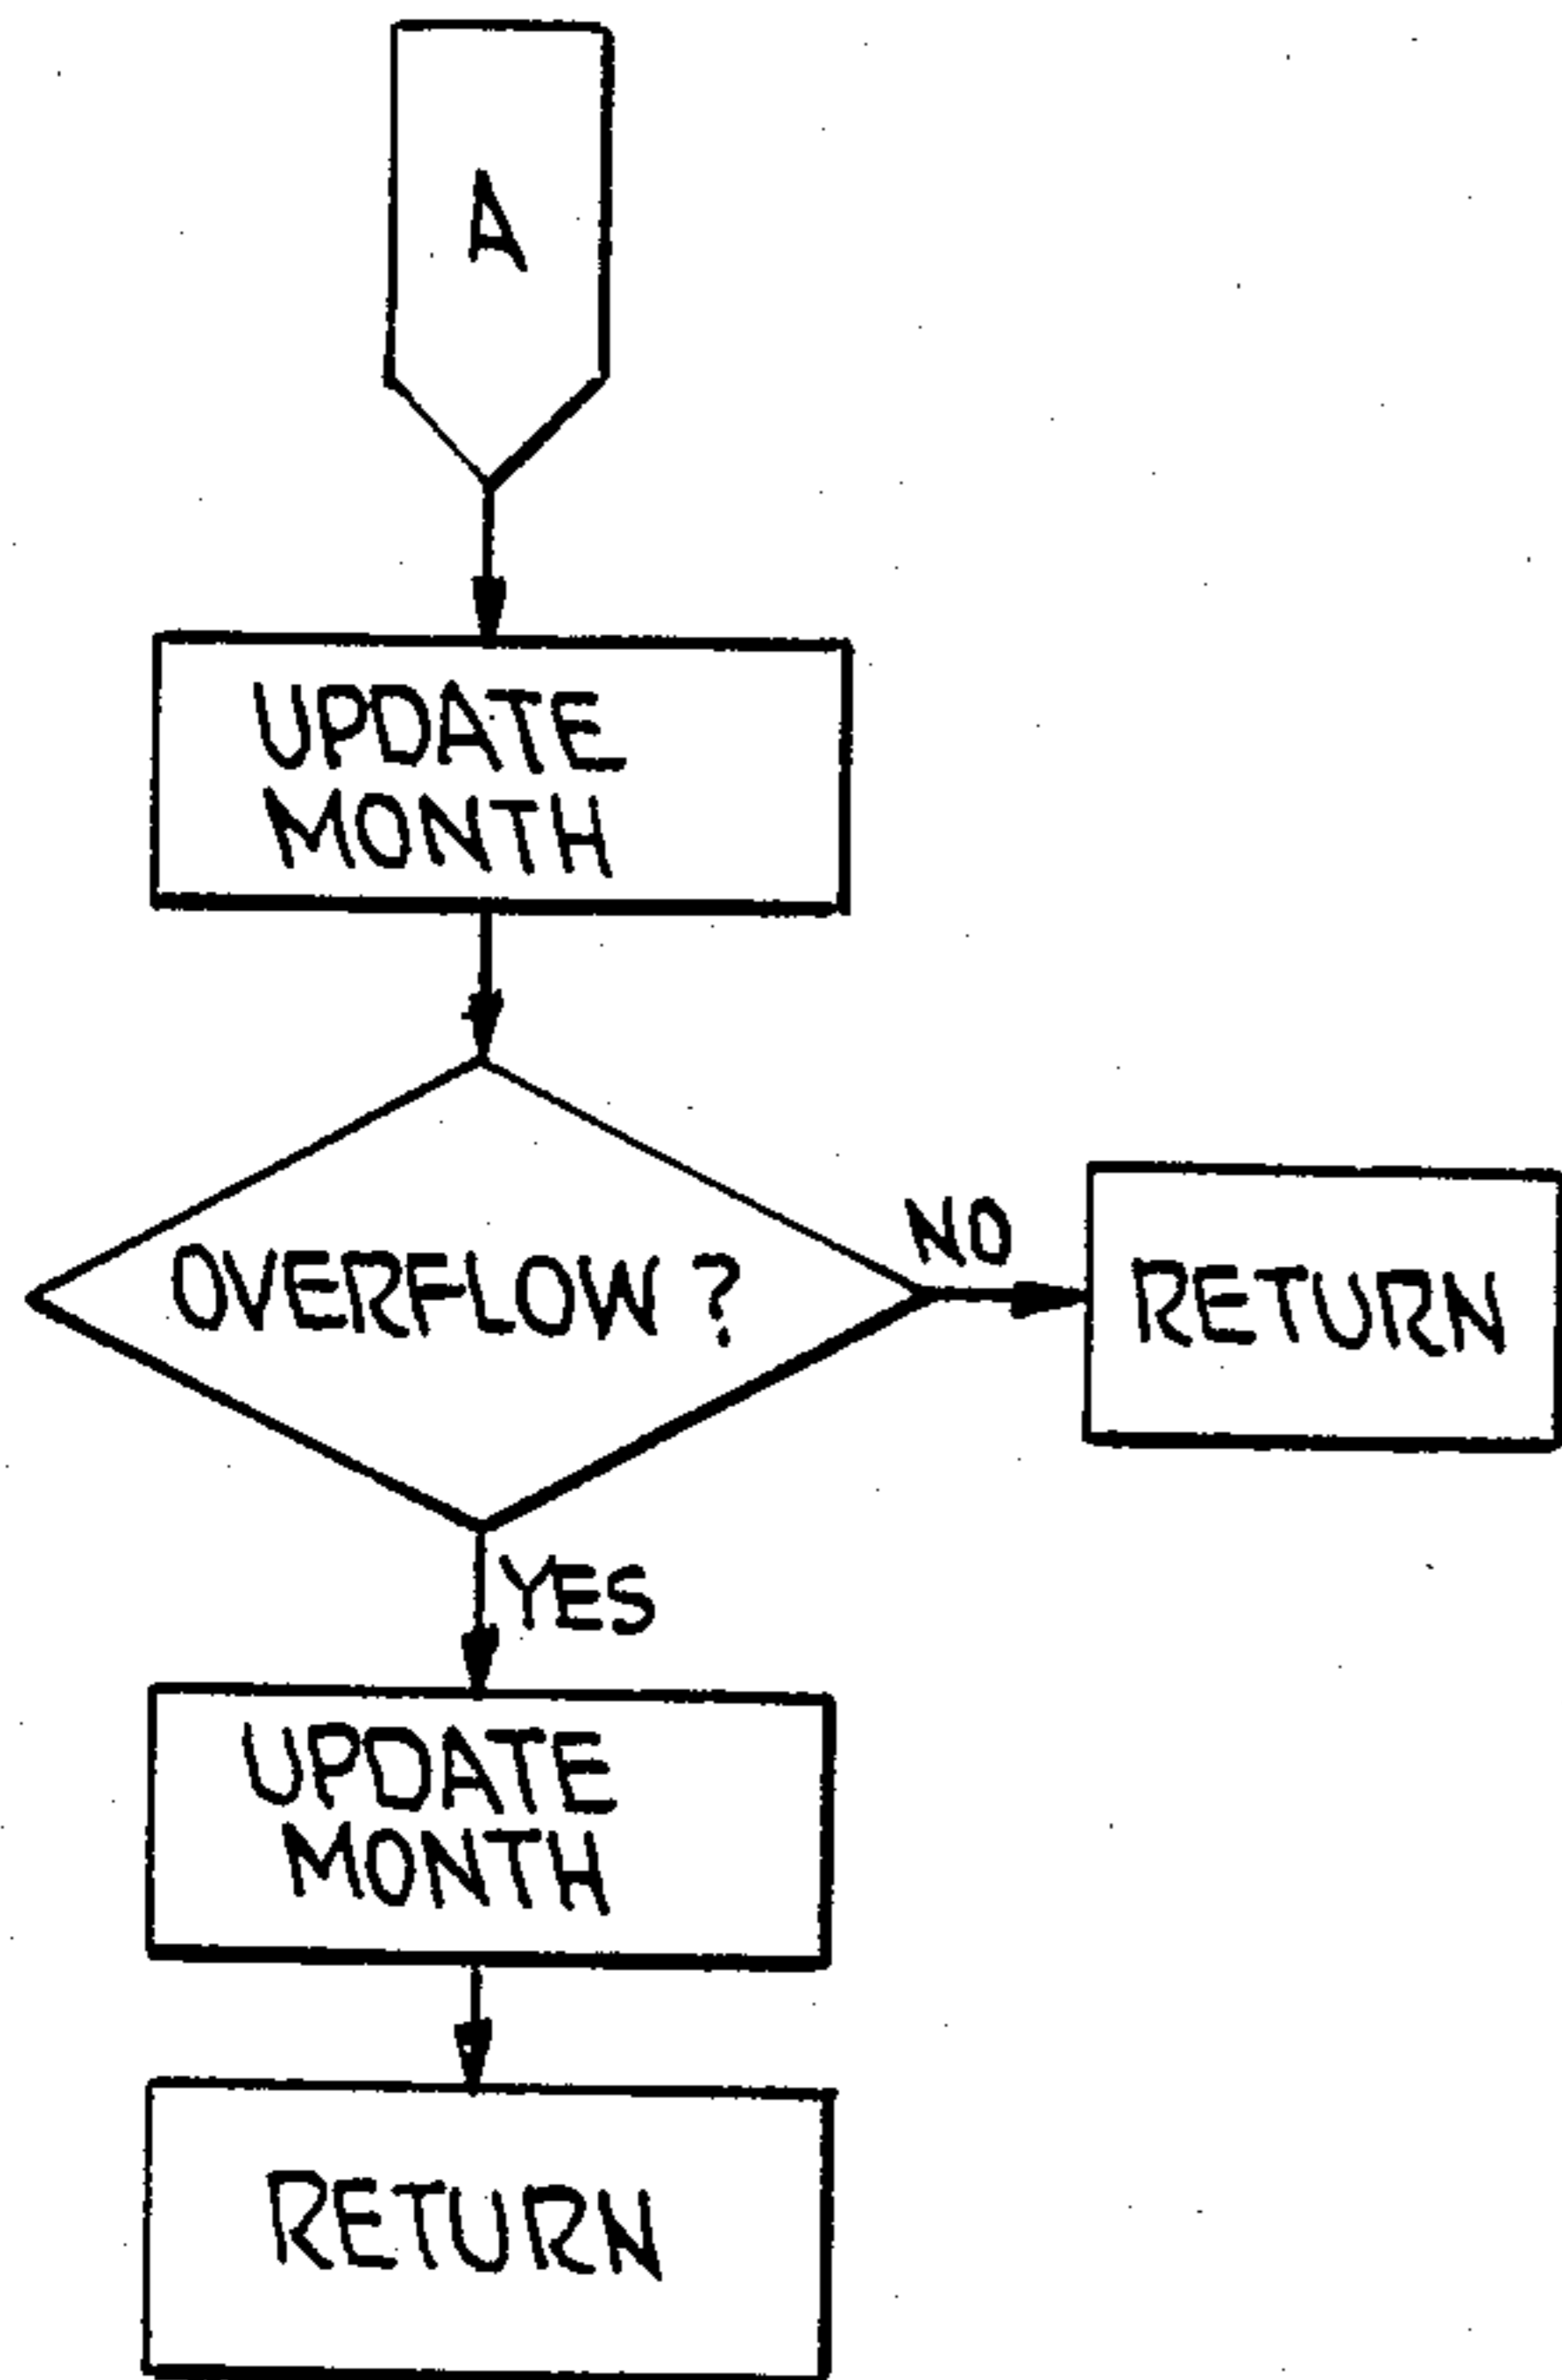 A
UPDATE
MONTH
OVERFLOW ?
NO
RETURN
YES
UPDATE
MONTH
RETURN